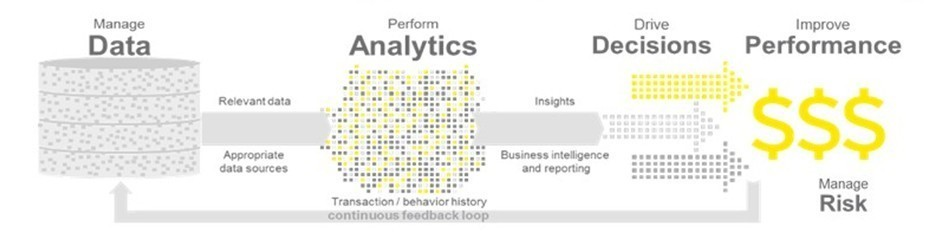 Manage
Data
Relevant data
Appropriate
data sources
Perform
Analytics
Transaction / behavior history
continuous feedback loop
Insights
Business intelligence
and reporting
Drive
Decisions
Improve
Performance
$$$
Manage
Risk